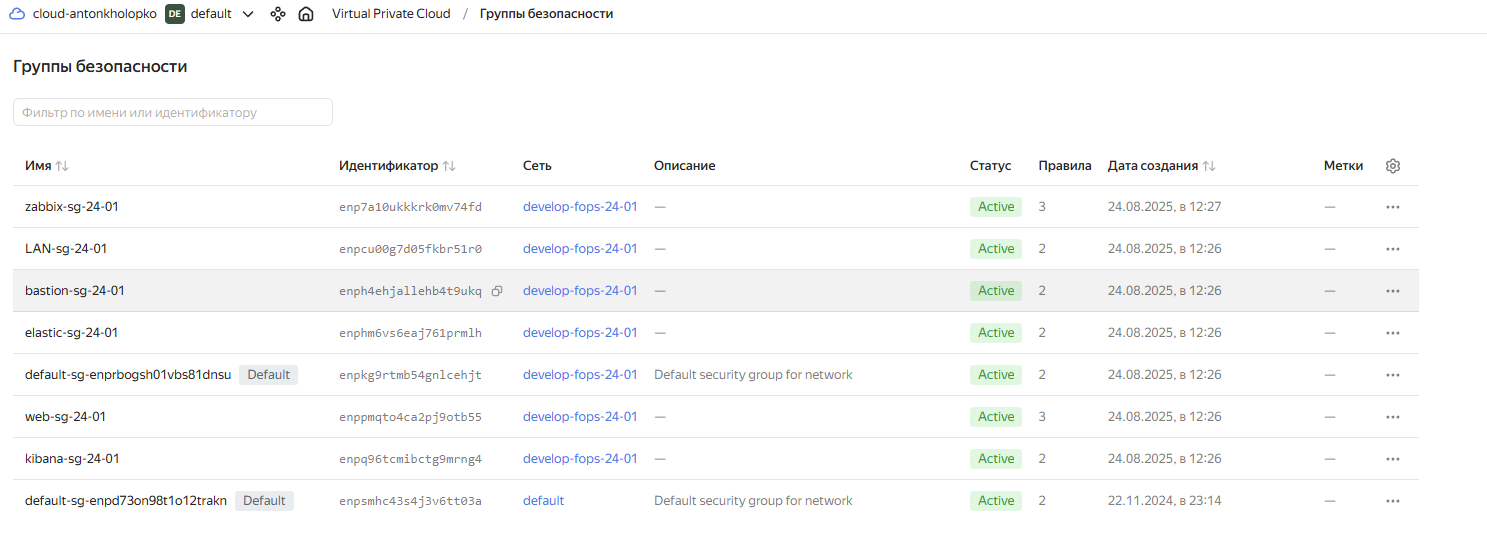 cloud-antonkholopko DE default Virtual Private Cloud / Группы безопасности
Группы безопасности
Фильтр по имени или идентификатору
Имя Идентификатор Сеть Описание Статус Правила Дата создания Метки
zabbix-sg-24-01 enp7a10ukkkrk0mv74fd develop-fops-24-01 — Active 3 24.08.2025, в 12:27 —
LAN-sg-24-01 enpcu00g7d05fkbr51r0 develop-fops-24-01 — Active 2 24.08.2025, в 12:26 —
bastion-sg-24-01 enph4ehjallehb4t9ukq develop-fops-24-01 — Active 2 24.08.2025, в 12:26 —
elastic-sg-24-01 enphm6vs6eaj761prmlh develop-fops-24-01 — Active 2 24.08.2025, в 12:26 —
default-sg-enprbogsh01vbs81dnsu Default enpkg9rtmb54gnlcehjt develop-fops-24-01 Default security group for network Active 2 24.08.2025, в 12:26 —
web-sg-24-01 enppmqto4ca2pj9otb55 develop-fops-24-01 — Active 3 24.08.2025, в 12:26 —
kibana-sg-24-01 enpq96tcmibctg9mrng4 develop-fops-24-01 — Active 2 24.08.2025, в 12:26 —
default-sg-enpd73on98t1o12trakn Default enpsmhc43s4j3v6tt03a default Default security group for network Active 2 22.11.2024, в 23:14 —